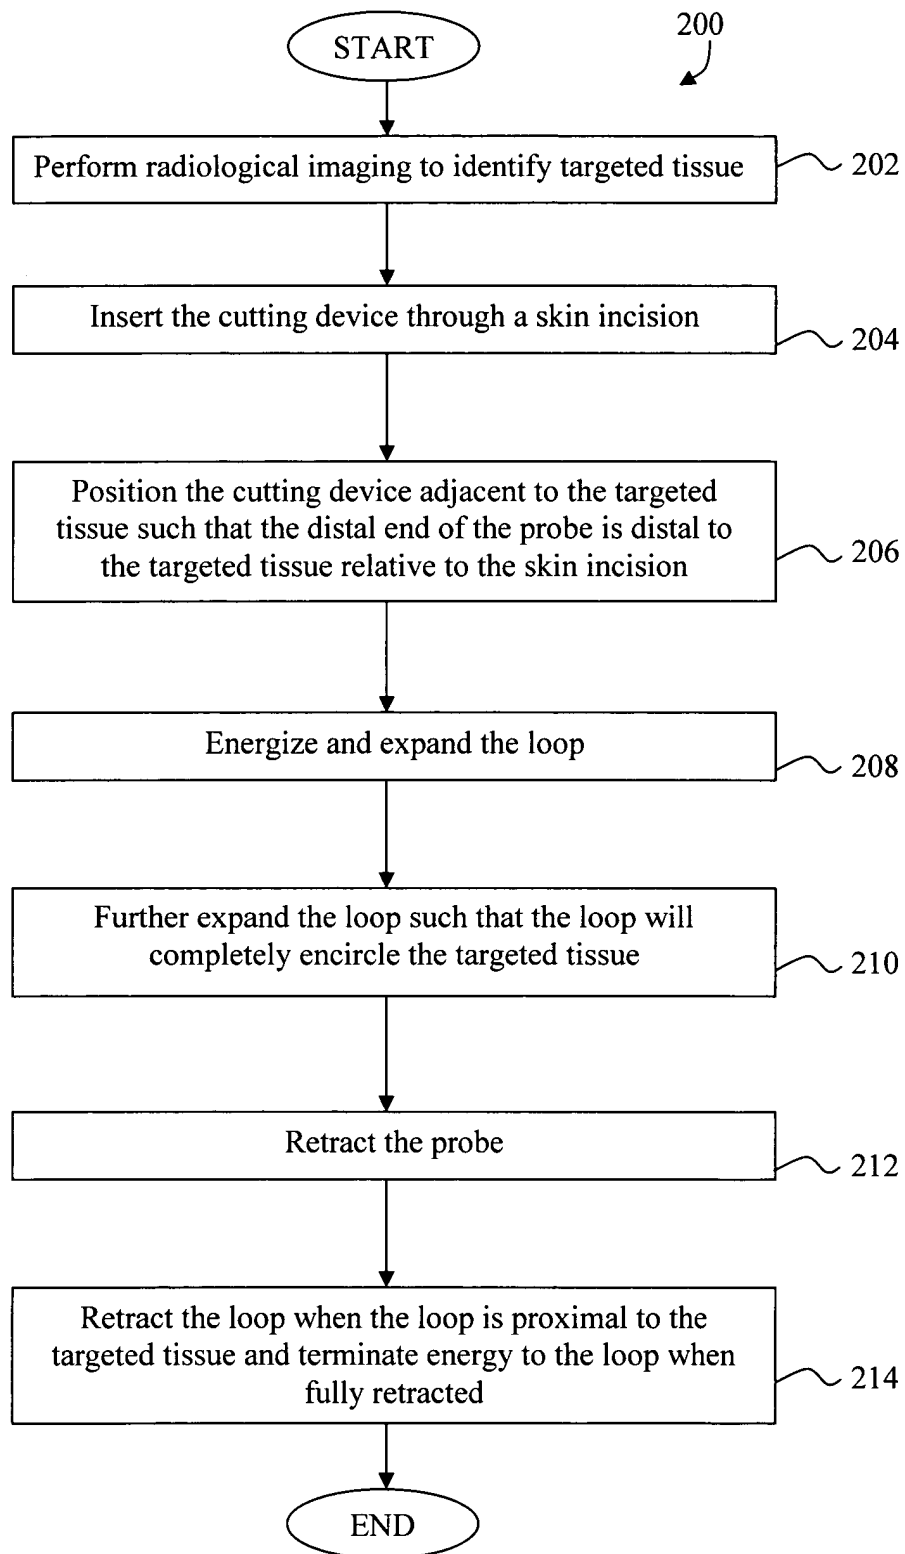 START
200
Perform radiological imaging to identify targeted tissue
202
Insert the cutting device through a skin incision
204
Position the cutting device adjacent to the targeted
tissue such that the distal end of the probe is distal to
the targeted tissue relative to the skin incision
206
Energize and expand the loop
208
Further expand the loop such that the loop will
completely encircle the targeted tissue
210
Retract the probe
212
Retract the loop when the loop is proximal to the
targeted tissue and terminate energy to the loop when
fully retracted
214
END